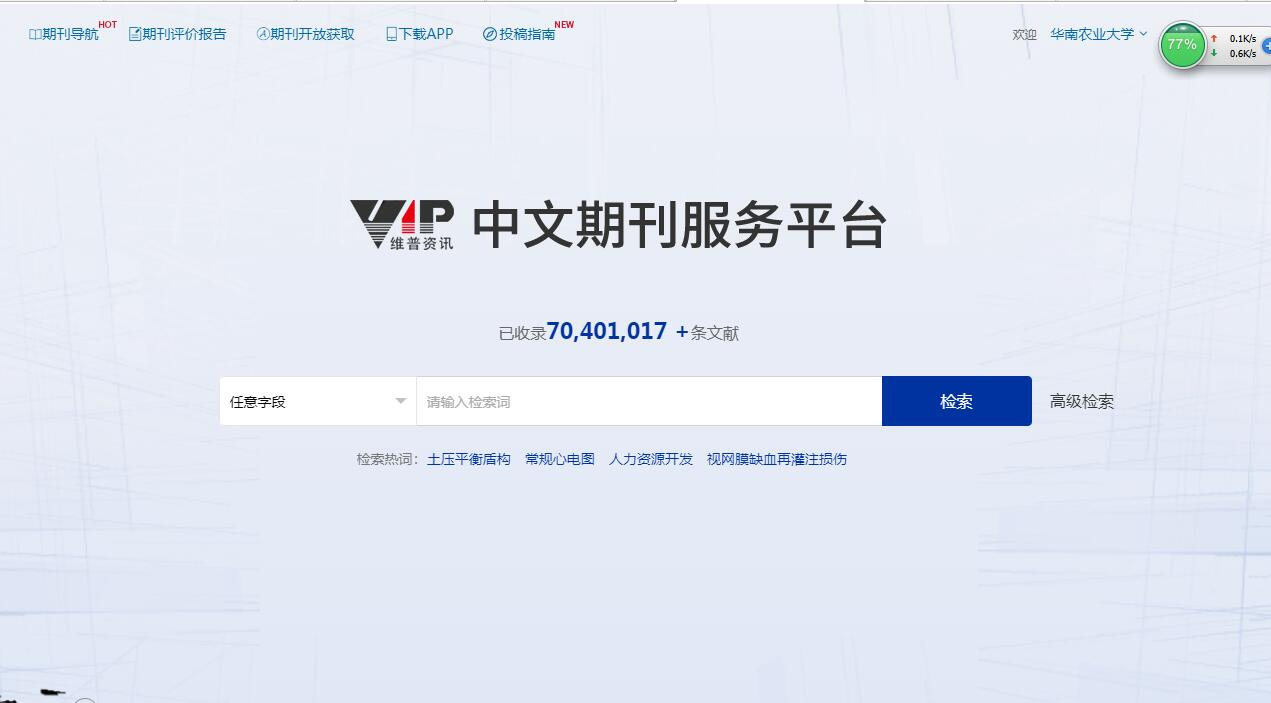 期刊导航 HOT 期刊评价报告 期刊开放获取 下载APP 投稿指南 NEW 欢迎 华南农业大学
77% 0.1K/s
0.6K/s
VIP 维普资讯 中文期刊服务平台
已收录70,401,017 +条文献
任意字段 请输入检索词 检索 高级检索
检索热词： 土压平衡盾构 常规心电图 人力资源开发 视网膜缺血再灌注损伤